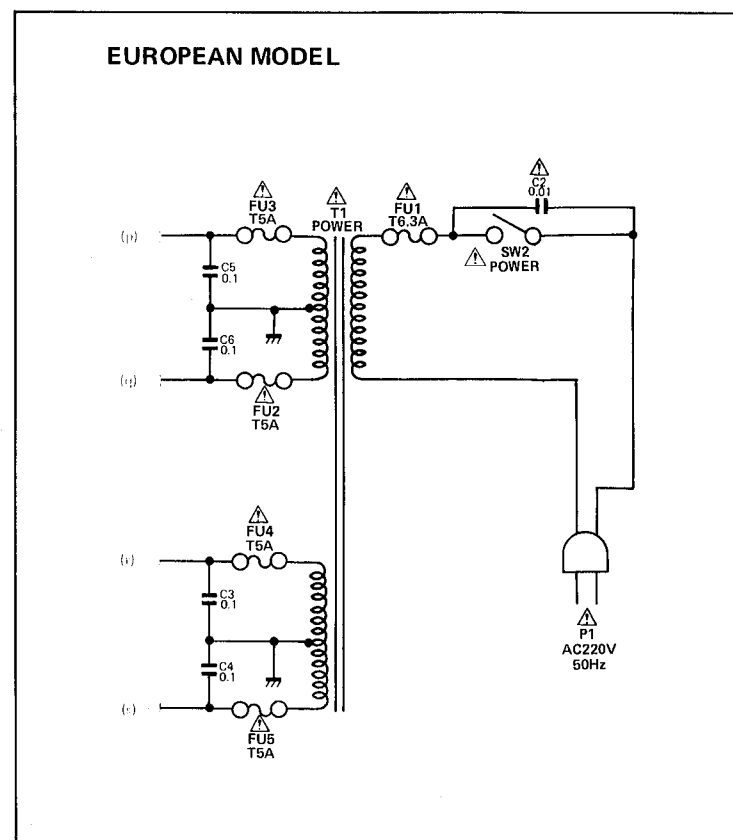 EUROPEAN MODEL
C2
0.01
FU3
T5A
T1
POWER
FU1
T6.3A
(p)
SW2
POWER
C5
0.1
C6
0.1
(q)
FU2
T5A
FU4
T5A
C3
0.1
P1
AC220V
50Hz
C4
0.1
(s)
FU5
T5A